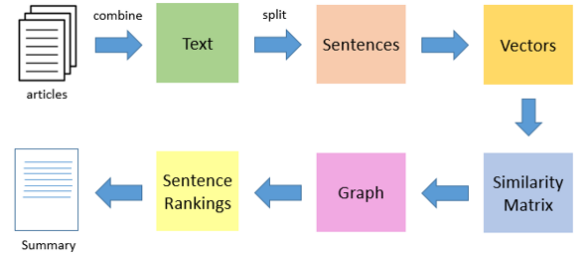 combine
split
Text
Sentences
Vectors
articles
Similarity
Matrix
Graph
Sentence
Rankings
Summary